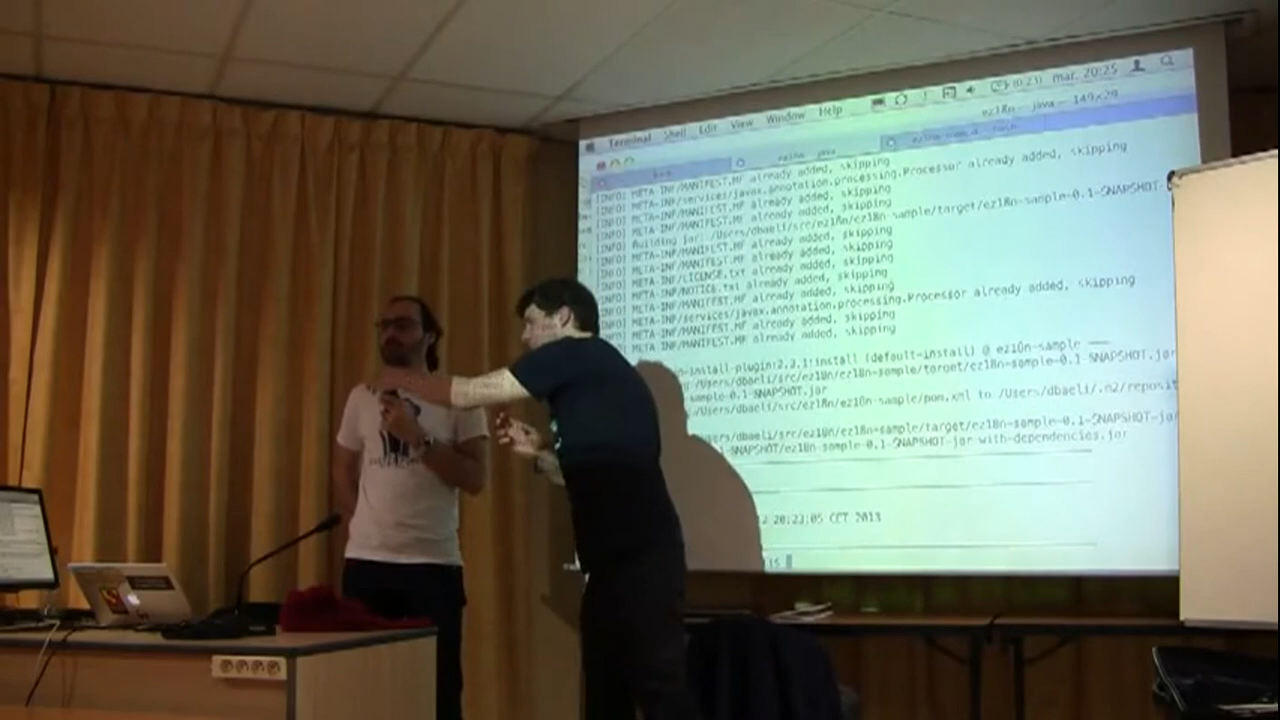 Terminal Shell Edit View Window Help (0:23) mar. 20:25
ez18n — java — 149×29
[INFO] META-INF/MANIFEST.MF already added, skipping
[INFO] META-INF/services/javax.annotation.processing.Processor already added, skipping
[INFO] META-INF/MANIFEST.MF already added, skipping
[INFO] META-INF/MANIFEST.MF already added, skipping
[INFO] Building jar: /Users/dbaeli/src/ez18n/ez18n-sample/target/ez18n-sample-0.1-SNAPSHOT-
[INFO] META-INF/MANIFEST.MF already added, skipping
[INFO] META-INF/MANIFEST.MF already added, skipping
[INFO] META-INF/LICENSE.txt already added, skipping
[INFO] META-INF/NOTICE.txt already added, skipping
[INFO] META-INF/MANIFEST.MF already added, skipping
[INFO] META-INF/services/javax.annotation.processing.Processor already added, skipping
[INFO] META-INF/MANIFEST.MF already added, skipping
[INFO] META-INF/MANIFEST.MF already added, skipping
n-install-plugin:2.3.1:install (default-install) @ ez18n-sample
/Users/dbaeli/src/ez18n/ez18n-sample/target/ez18n-sample-0.1-SNAPSHOT.jar
-sample-0.1-SNAPSHOT.jar
/Users/dbaeli/src/ez18n/ez18n-sample/pom.xml to /Users/dbaeli/.m2/reposit
sers/dbaeli/src/ez18n/ez18n-sample/target/ez18n-sample-0.1-SNAPSHOT-jar
1-SNAPSHOT/ez18n-sample-0.1-SNAPSHOT-jar-with-dependencies.jar
2 20:23:05 CET 2013